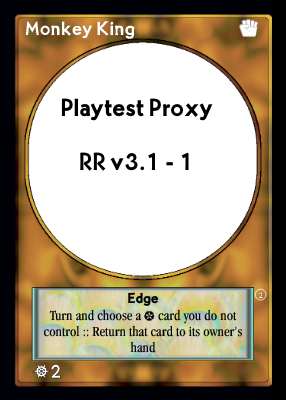 Monkey King
Playtest Proxy
RR v3.1 - 1
Edge
Turn and choose a card you do not
control :: Return that card to its owner's
hand
2